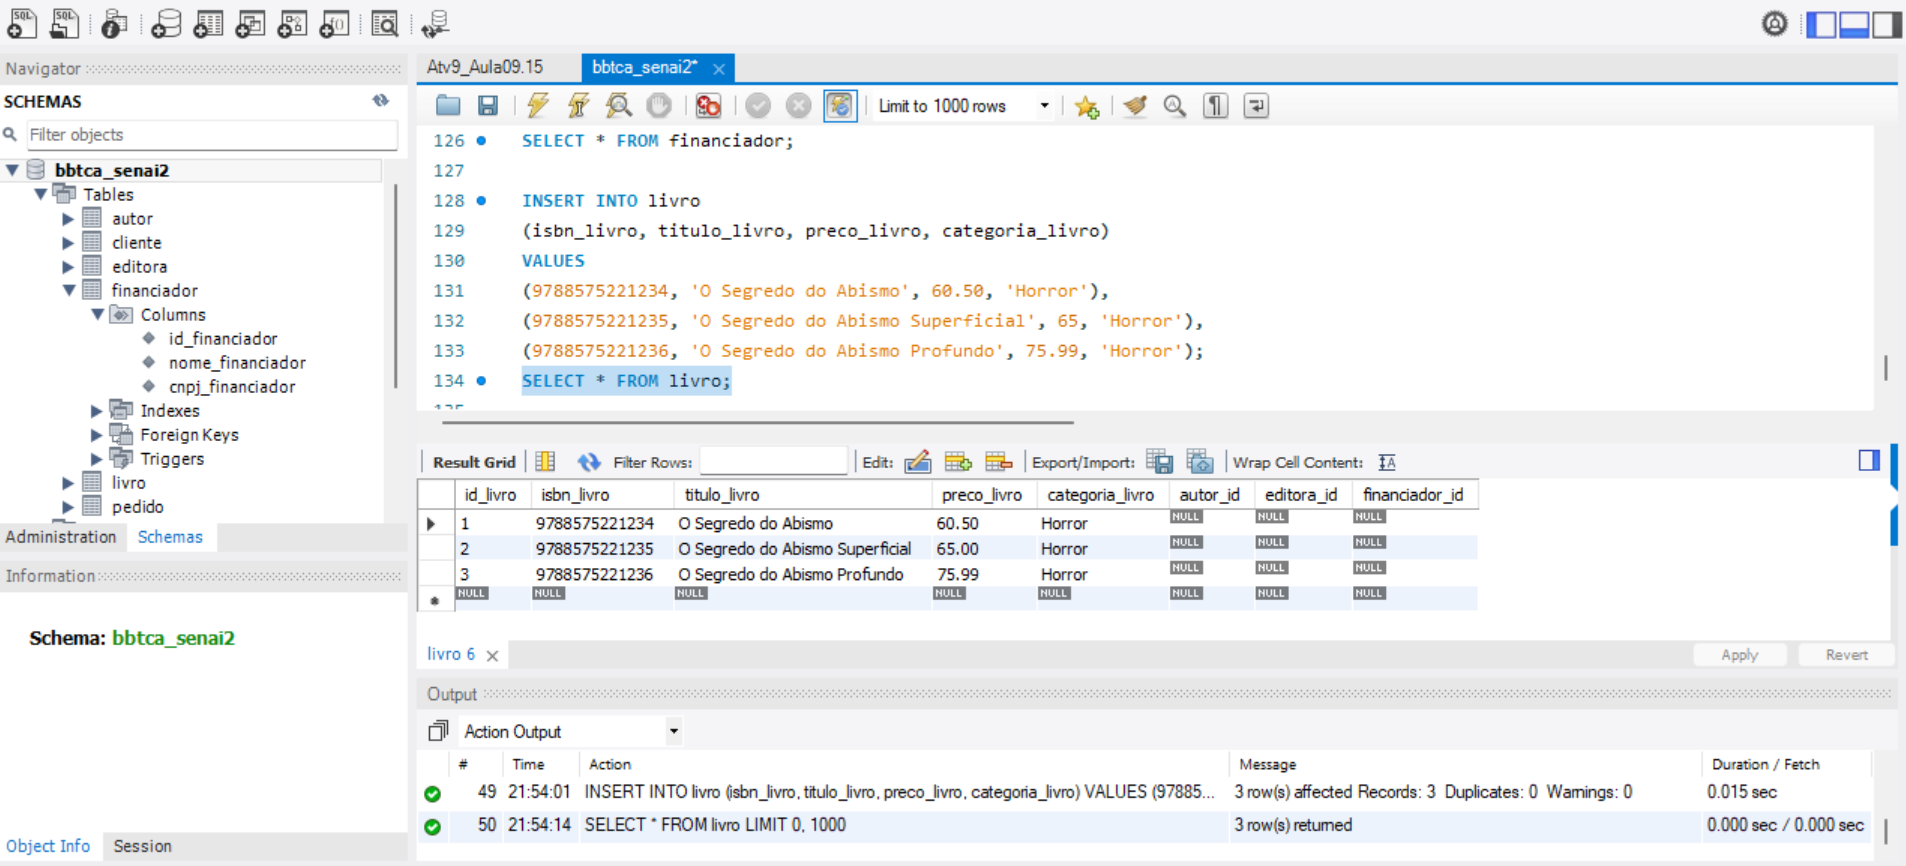 Navigator
SCHEMAS
Filter objects
bbtca_senai2
Tables
autor
cliente
editora
financiador
Columns
id_financiador
nome_financiador
cnpj_financiador
Indexes
Foreign Keys
Triggers
livro
pedido
Administration Schemas
Information
Schema: bbtca_senai2
Object Info Session
Atv9_Aula09.15 bbtca_senai2*
Limit to 1000 rows
126 SELECT * FROM financiador;
127
128 INSERT INTO livro
129 (isbn_livro, titulo_livro, preco_livro, categoria_livro)
130 VALUES
131 (9788575221234, 'O Segredo do Abismo', 60.50, 'Horror'),
132 (9788575221235, 'O Segredo do Abismo Superficial', 65, 'Horror'),
133 (9788575221236, 'O Segredo do Abismo Profundo', 75.99, 'Horror');
134 SELECT * FROM livro;
135
Result Grid Filter Rows: Edit: Export/Import: Wrap Cell Content:
id_livro isbn_livro titulo_livro preco_livro categoria_livro autor_id editora_id financiador_id
1 9788575221234 O Segredo do Abismo 60.50 Horror NULL NULL NULL
2 9788575221235 O Segredo do Abismo Superficial 65.00 Horror NULL NULL NULL
3 9788575221236 O Segredo do Abismo Profundo 75.99 Horror NULL NULL NULL
NULL NULL NULL NULL NULL NULL NULL NULL
livro 6 Apply Revert
Output
Action Output
# Time Action Message Duration / Fetch
49 21:54:01 INSERT INTO livro (isbn_livro, titulo_livro, preco_livro, categoria_livro) VALUES (97885... 3 row(s) affected Records: 3 Duplicates: 0 Warnings: 0 0.015 sec
50 21:54:14 SELECT * FROM livro LIMIT 0, 1000 3 row(s) returned 0.000 sec / 0.000 sec